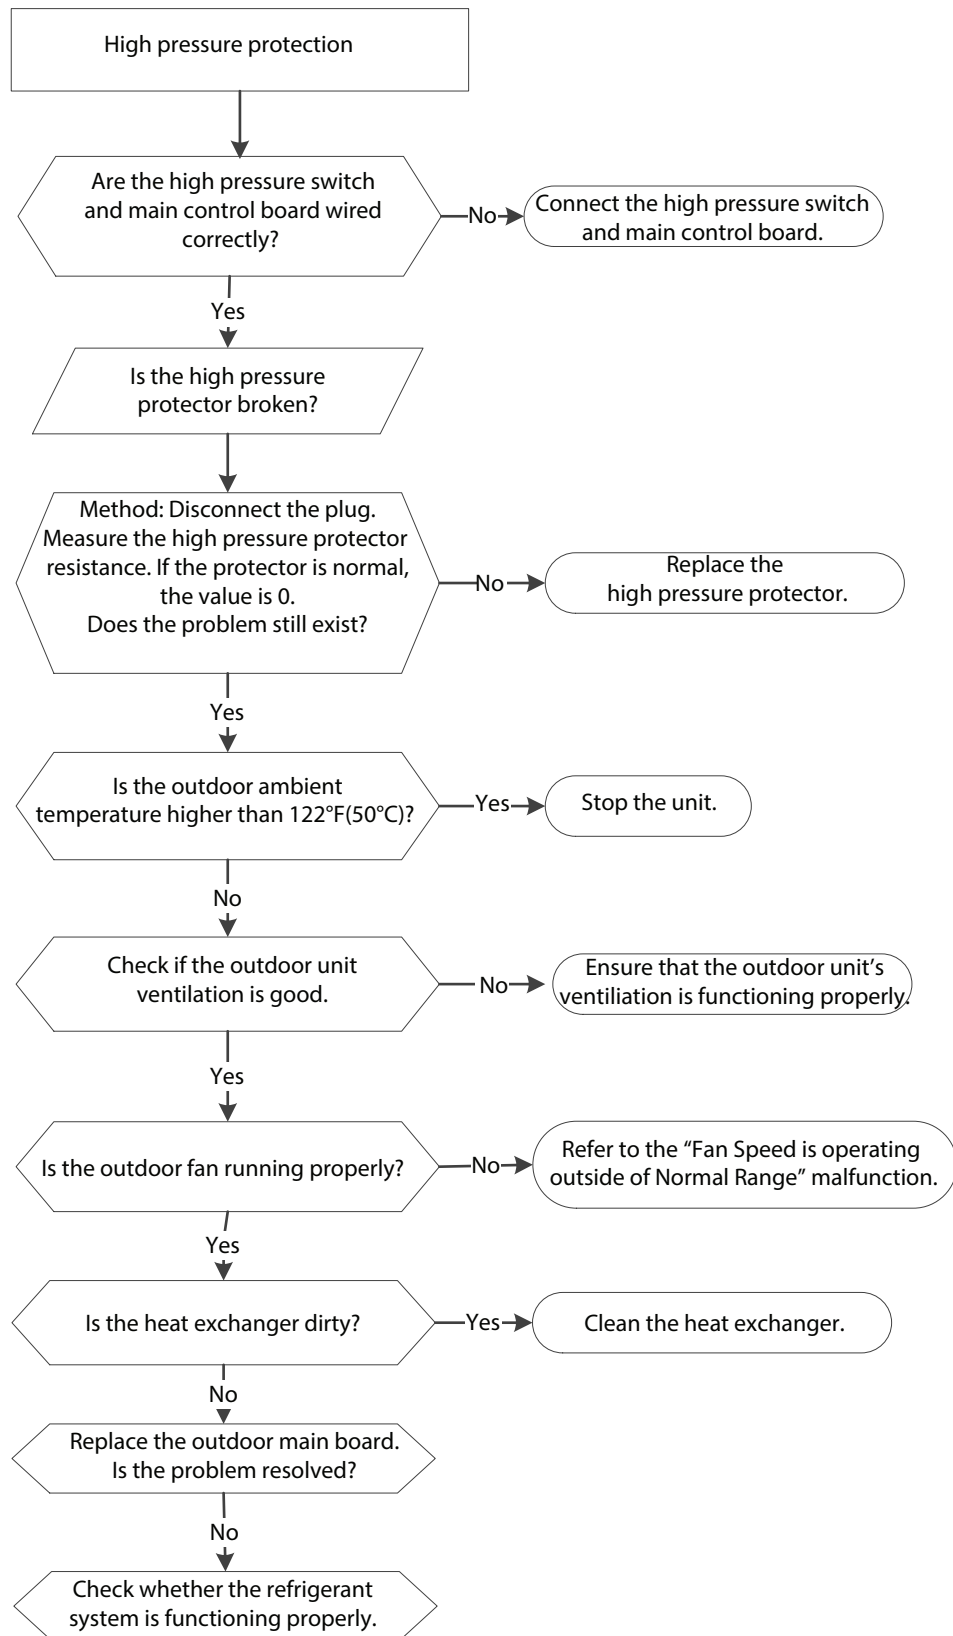 High pressure protection
Are the high pressure switch
and main control board wired
correctly?
No
Connect the high pressure switch
and main control board.
Yes
Is the high pressure
protector broken?
Method: Disconnect the plug.
Measure the high pressure protector
resistance. If the protector is normal,
the value is 0.
Does the problem still exist?
No
Replace the
high pressure protector.
Yes
Is the outdoor ambient
temperature higher than 122°F(50°C)?
Yes
Stop the unit.
No
Check if the outdoor unit
ventilation is good.
No
Ensure that the outdoor unit’s
ventiliation is functioning properly.
Yes
Is the outdoor fan running properly?
No
Refer to the “Fan Speed is operating
outside of Normal Range” malfunction.
Yes
Is the heat exchanger dirty?
Yes
Clean the heat exchanger.
No
Replace the outdoor main board.
Is the problem resolved?
No
Check whether the refrigerant
system is functioning properly.